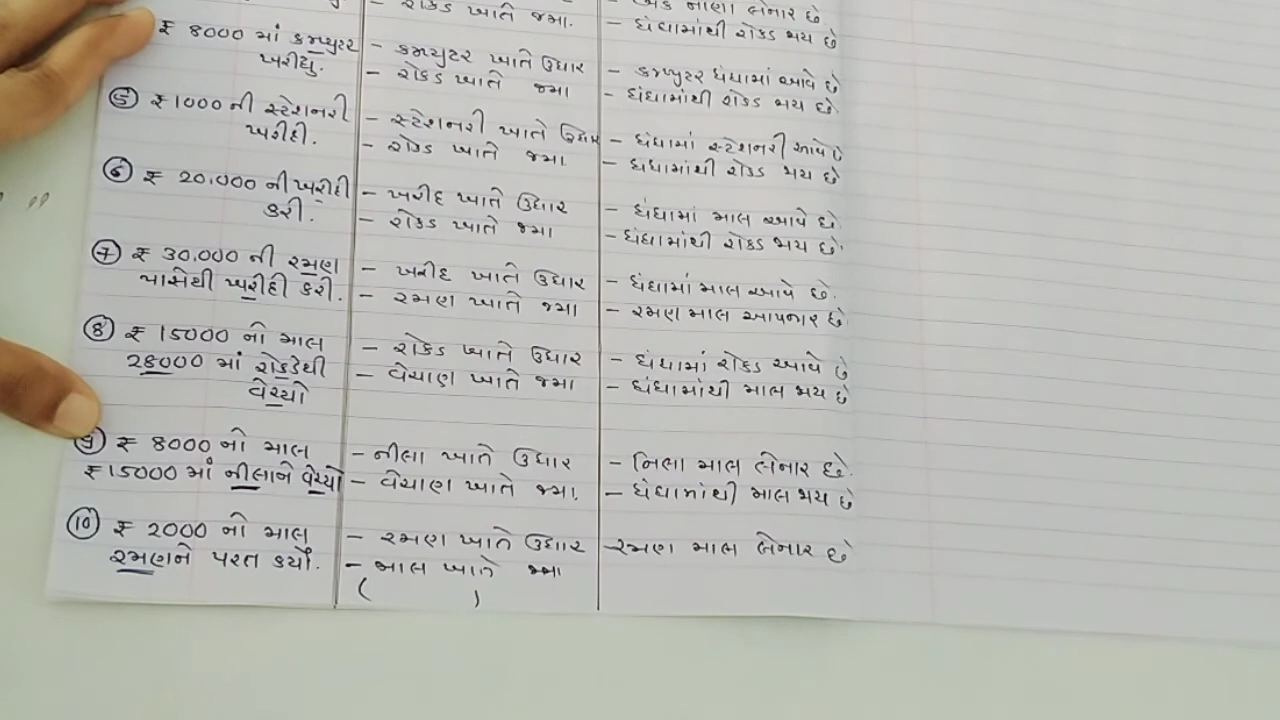 - રોકડ ખાતે જમા.
- બેંક નાણા લેનાર છે.
- ધંધામાંથી રોકડ જાય છે
₹ 8000 માં કમ્પ્યુટર
ખરીદ્યુ.
- કમ્પ્યુટર ખાતે ઉધાર
- રોકડ ખાતે જમા
- કમ્પ્યુટર ધંધામાં આવે છે
- ધંધામાંથી રોકડ જાય છે.
⑤ ₹1000 ની સ્ટેશનરી
ખરીદી.
- સ્ટેશનરી ખાતે ઉધાર
- રોકડ ખાતે જમા
- ધંધામાં સ્ટેશનરી આવે છે
- ધંધામાંથી રોકડ જાય છે
⑥ ₹ 20,000 ની ખરીદી
કરી.
- ખરીદ ખાતે ઉધાર
- રોકડ ખાતે જમા
- ધંધામાં માલ આવે છે.
- ધંધામાંથી રોકડ જાય છે.
⑦ ₹ 30,000 ની રમણ
પાસેથી ખરીદી કરી.
- ખરીદ ખાતે ઉધાર
- રમણ ખાતે જમા
- ધંધામાં માલ આવે છે.
- રમણ માલ આપનાર છે.
⑧ ₹ 15000 નો માલ
28000 માં રોકડેથી
વેચ્યો
- રોકડ ખાતે ઉધાર
- વેચાણ ખાતે જમા
- ધંધામાં રોકડ આવે છે
- ધંધામાંથી માલ જાય છે
⑨ ₹ 8000 નો માલ
₹15000 માં નીલાને વેચ્યો
- નીલા ખાતે ઉધાર
- વેચાણ ખાતે જમા.
- નિલા માલ લેનાર છે.
- ધંધામાંથી માલ જાય છે
⑩ ₹ 2000 નો માલ
રમણને પરત કર્યો.
- રમણ ખાતે ઉધાર
- માલ ખાતે જમા
( )
- રમણ માલ લેનાર છે